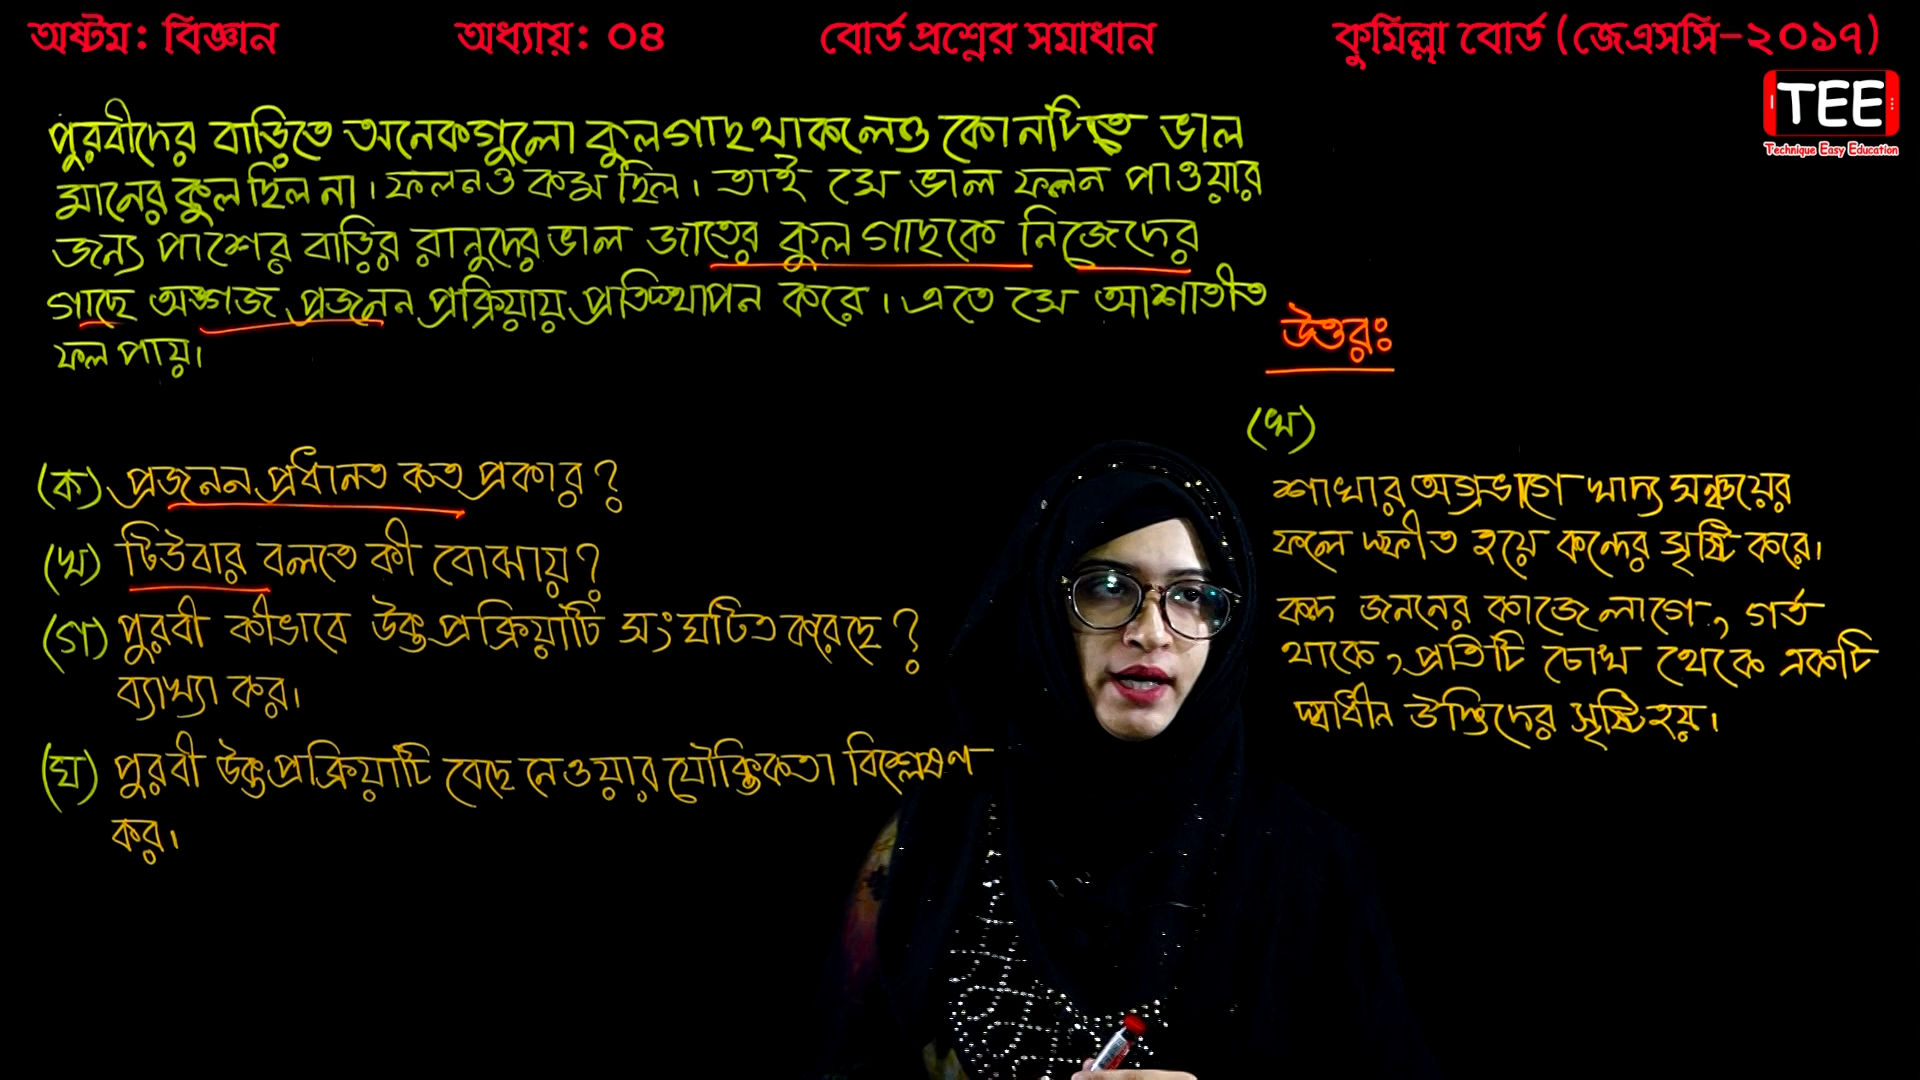 অষ্টম: বিজ্ঞান অধ্যায়: ০৪ বোর্ড প্রশ্নের সমাধান কুমিল্লা বোর্ড (জেএসসি-২০১৭)
TEE
Technique Easy Education
পুরবীদের বাড়িতে অনেকগুলো কুলগাছ থাকলেও কোনটিতে ভাল
মানের কুল ছিল না। ফলনও কম ছিল। তাই সে ভাল ফলন পাওয়ার
জন্য পাশের বাড়ির রানুদের ভাল জাতের কুল গাছকে নিজেদের
গাছে অঙ্গজ প্রজনন প্রক্রিয়ায় প্রতিস্থাপন করে। এতে সে আশাতীত
ফল পায়।
(ক) প্রজনন প্রধানত কত প্রকার?
(খ) টিউবার বলতে কী বোঝায়?
(গ) পুরবী কীভাবে উক্ত প্রক্রিয়াটি সংঘটিত করেছে?
ব্যাখ্যা কর।
(ঘ) পুরবী উক্ত প্রক্রিয়াটি বেছে নেওয়ার যৌক্তিকতা বিশ্লেষণ
কর।
উত্তরঃ
(খ)
শাখার অগ্রভাগে খাদ্য সঞ্চয়ের
ফলে স্ফীত হয়ে কন্দের সৃষ্টি করে।
কন্দ জননের কাজে লাগে, গর্ত
থাকে, প্রতিটি চোখ থেকে একটি
স্বাধীন উদ্ভিদের সৃষ্টি হয়।